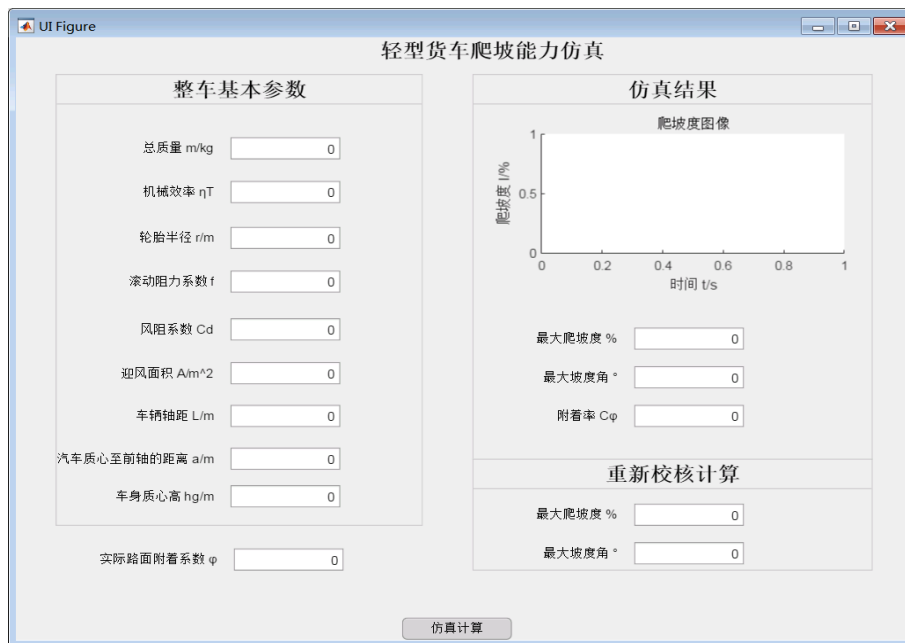 UI Figure
轻型货车爬坡能力仿真
整车基本参数
总质量 m/kg 0
机械效率 ηT 0
轮胎半径 r/m 0
滚动阻力系数 f 0
风阻系数 Cd 0
迎风面积 A/m^2 0
车辆轴距 L/m 0
汽车质心至前轴的距离 a/m 0
车身质心高 hg/m 0
实际路面附着系数 φ 0
仿真结果
爬坡度图像
爬坡度 I/%
1
0.5
0
0 0.2 0.4 0.6 0.8 1
时间 t/s
最大爬坡度 % 0
最大坡度角 ° 0
附着率 Cφ 0
重新校核计算
最大爬坡度 % 0
最大坡度角 ° 0
仿真计算